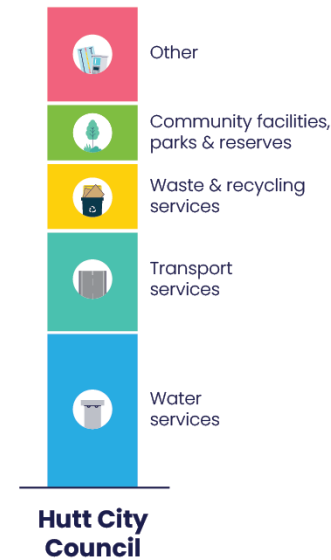 Other
Community facilities,
parks & reserves
Waste & recycling
services
Transport
services
Water
services
Hutt City
Council